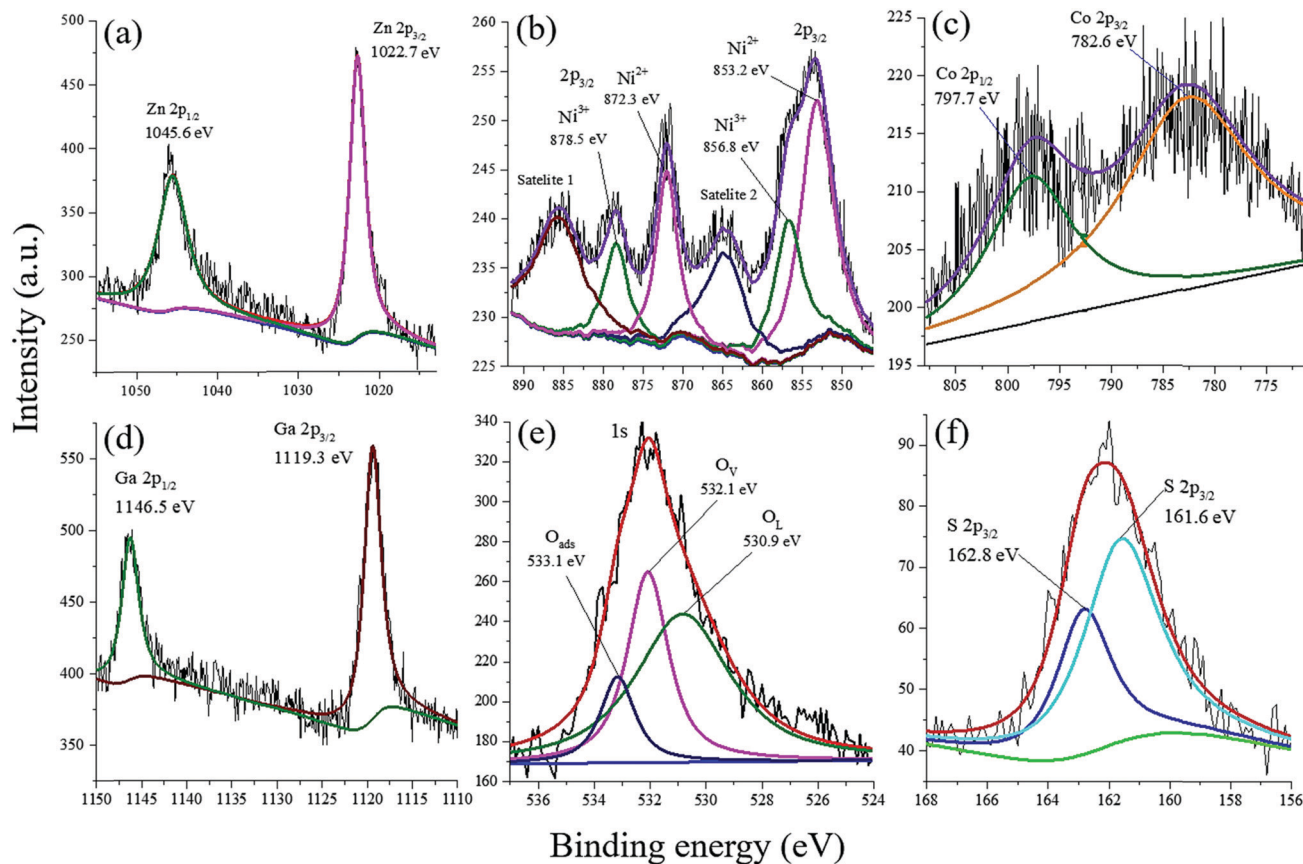 Intensity (a.u.)
(a)
Zn 2p3/2
1022.7 eV
Zn 2p1/2
1045.6 eV
500
450
400
350
300
250
1050
1040
1030
1020
(b)
2p3/2
Ni2+
853.2 eV
2p3/2
Ni2+
872.3 eV
Ni3+
878.5 eV
Ni3+
856.8 eV
Satelite 1
Satelite 2
260
255
250
245
240
235
230
225
890
885
880
875
870
865
860
855
850
(c)
Co 2p3/2
782.6 eV
Co 2p1/2
797.7 eV
225
220
215
210
205
200
195
805
800
795
790
785
780
775
(d)
Ga 2p3/2
1119.3 eV
Ga 2p1/2
1146.5 eV
550
500
450
400
350
1150
1145
1140
1135
1130
1125
1120
1115
1110
(e)
1s
OV
532.1 eV
OL
530.9 eV
Oads
533.1 eV
340
320
300
280
260
240
220
200
180
160
536
534
532
530
528
526
524
(f)
S 2p3/2
161.6 eV
S 2p3/2
162.8 eV
90
80
70
60
50
40
168
166
164
162
160
158
156
Binding energy (eV)